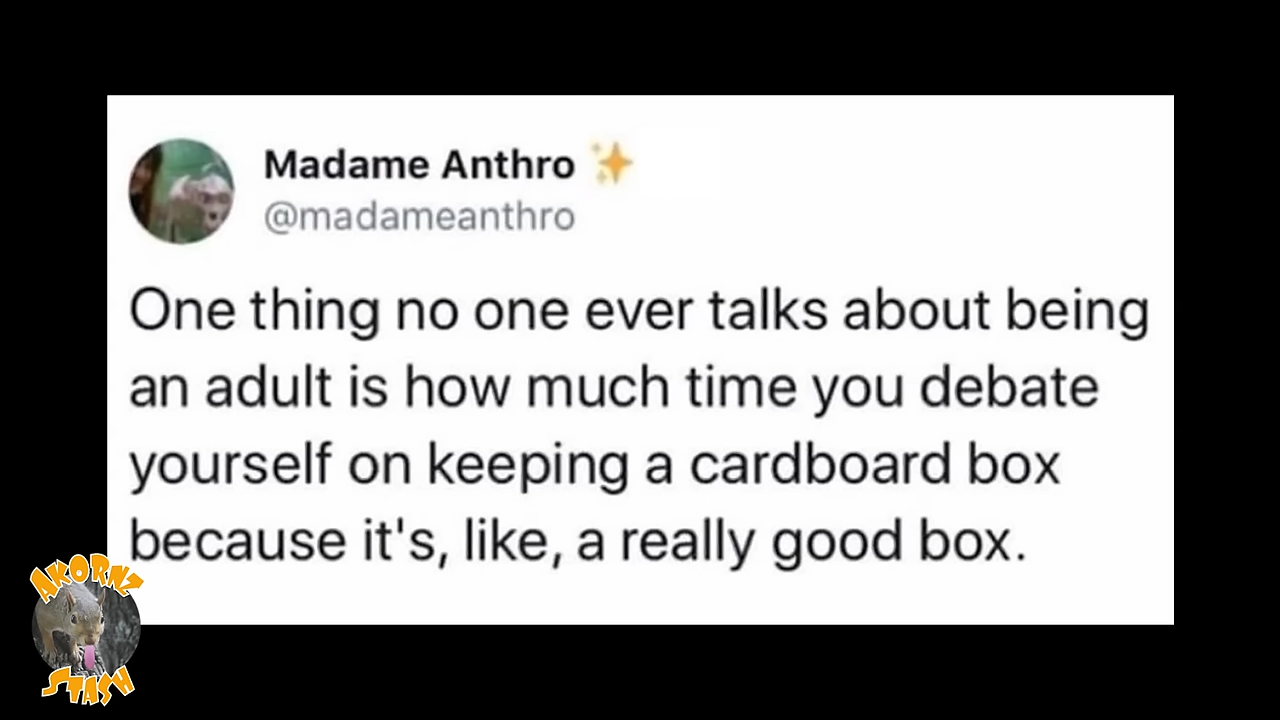 Madame Anthro ✨
@madameanthro
One thing no one ever talks about being
an adult is how much time you debate
yourself on keeping a cardboard box
because it's, like, a really good box.
AKORNZ
STASH